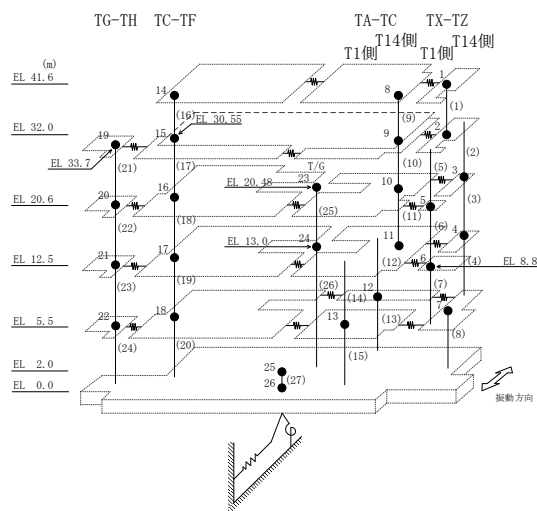 TG-TH TC-TF TA-TC TX-TZ
T14側 T14側
T1側 T1側
(m)
EL 41.6
14 8 1
(16) EL 30.55 (9) (1)
EL 32.0
19 15 9 2
EL 33.7 (21) (17) (10) (5) (2)
T/G
EL 20.48 23 10 3
EL 20.6
20 16 (25) (11) 5 (3)
(22) (18)
EL 13.0 24 11 (6) 4
EL 12.5
21 17 (12) 6 (4) EL 8.8
(23) (19) (26) (14) 12 (7)
EL 5.5
22 18 13 (13) 7
(24) (20) (15) (8)
EL 2.0
25
EL 0.0
26 (27)
振動方向